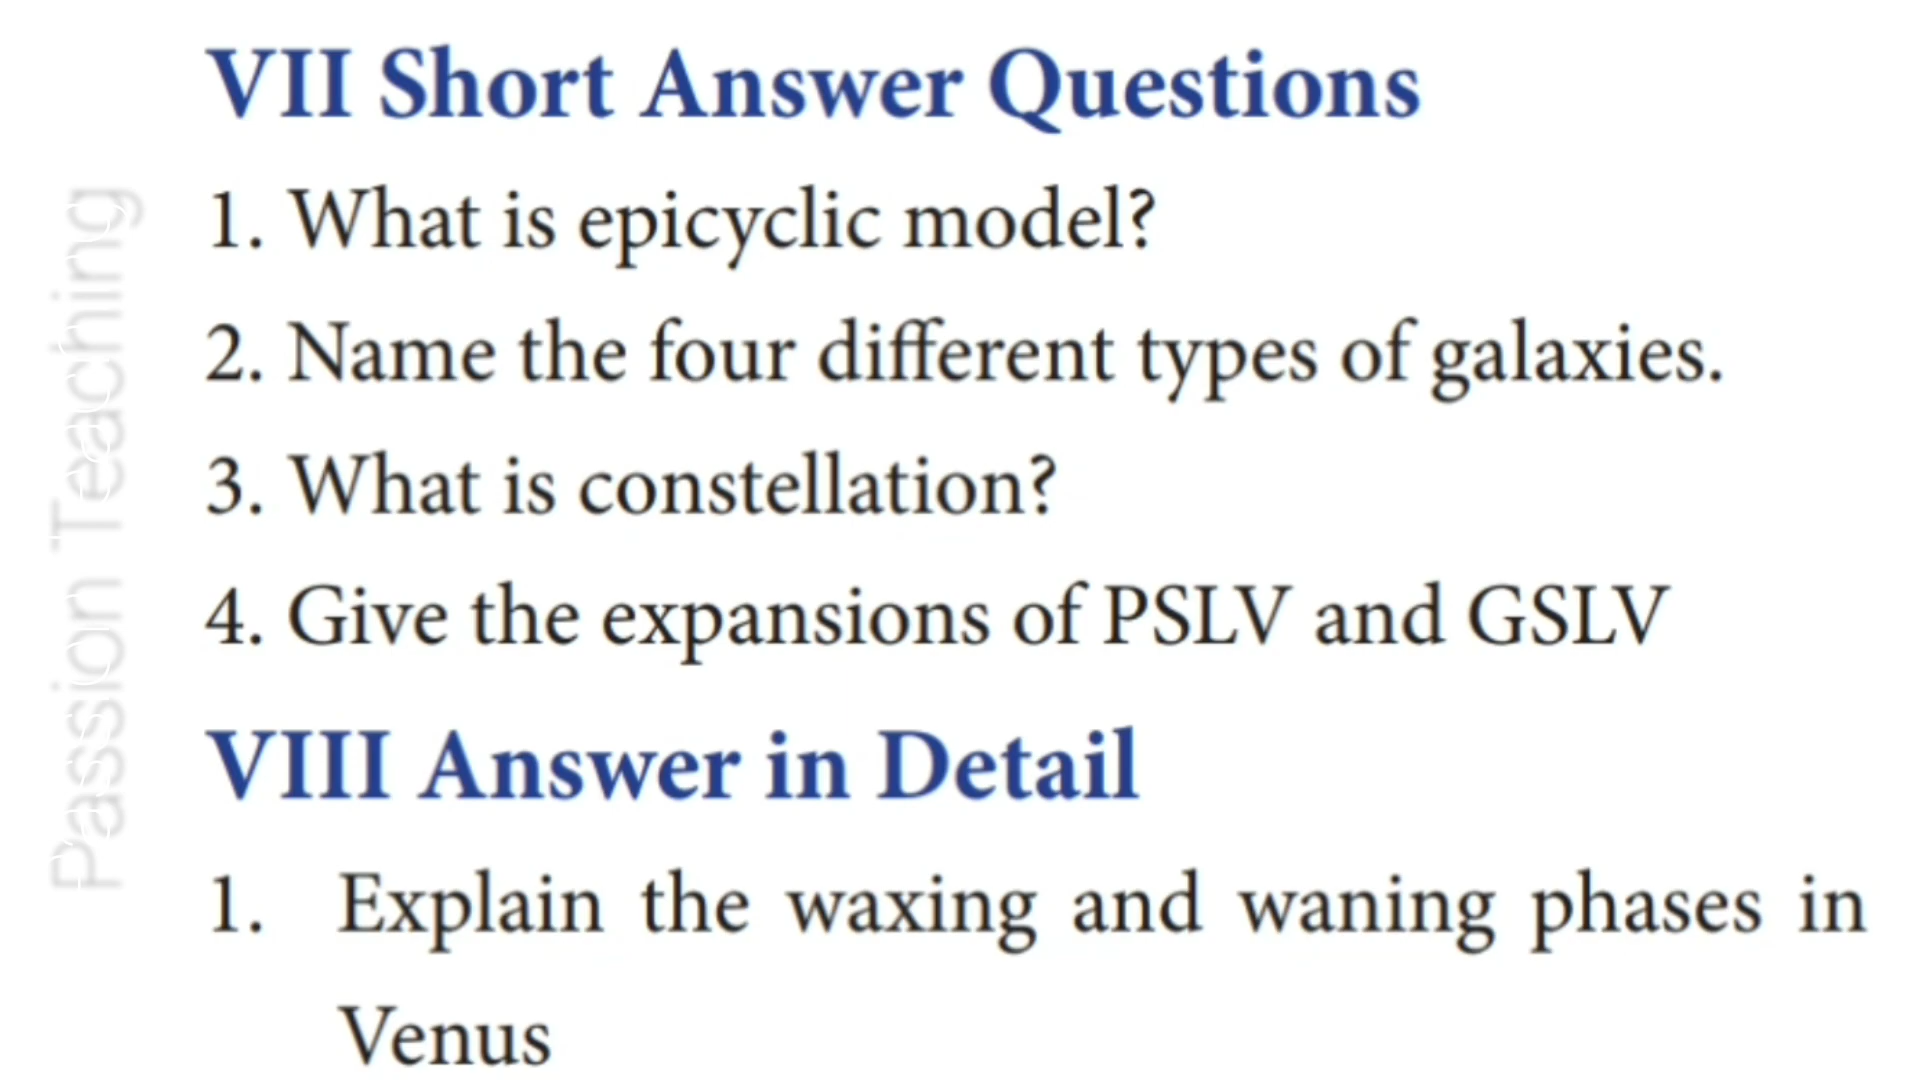 VII Short Answer Questions
1. What is epicyclic model?
2. Name the four different types of galaxies.
3. What is constellation?
4. Give the expansions of PSLV and GSLV
VIII Answer in Detail
1. Explain the waxing and waning phases in
Venus
Passion Teaching